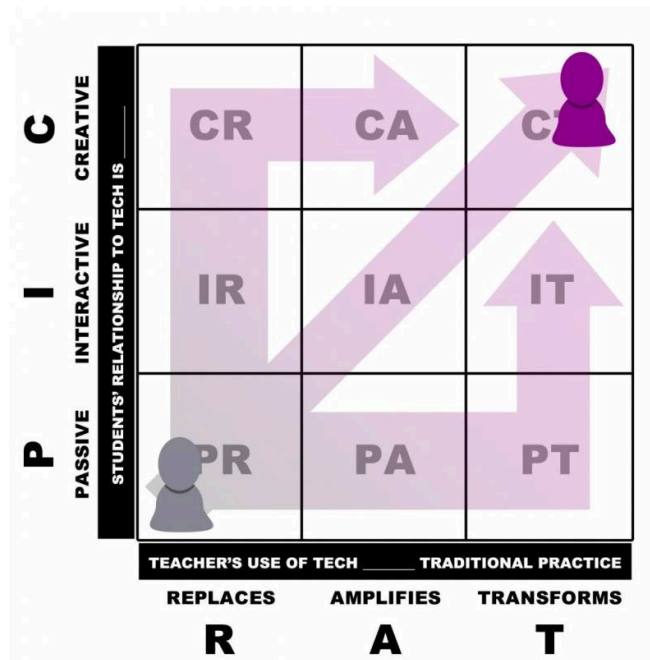 C
CREATIVE
I
INTERACTIVE
P
PASSIVE
STUDENTS' RELATIONSHIP TO TECH IS ____
CR CA
IR IA IT
PR PA PT
TEACHER'S USE OF TECH ____ TRADITIONAL PRACTICE
REPLACES AMPLIFIES TRANSFORMS
R A T